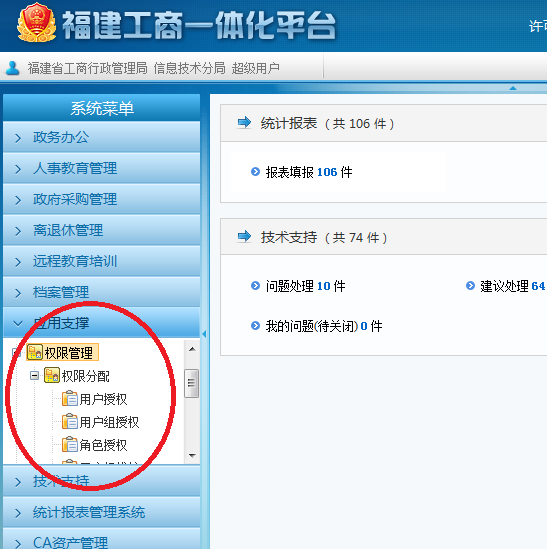 福建工商一体化平台
许可
福建省工商行政管理局 信息技术分局 超级用户
系统菜单
政务办公
人事教育管理
政府采购管理
离退休管理
远程教育培训
档案管理
应用支撑
权限管理
权限分配
用户授权
用户组授权
角色授权
技术支持
统计报表管理系统
CA资产管理
统计报表 ( 共 106 件 )
报表填报 106 件
技术支持 ( 共 74 件 )
问题处理 10 件
建议处理 64
我的问题(待关闭) 0 件